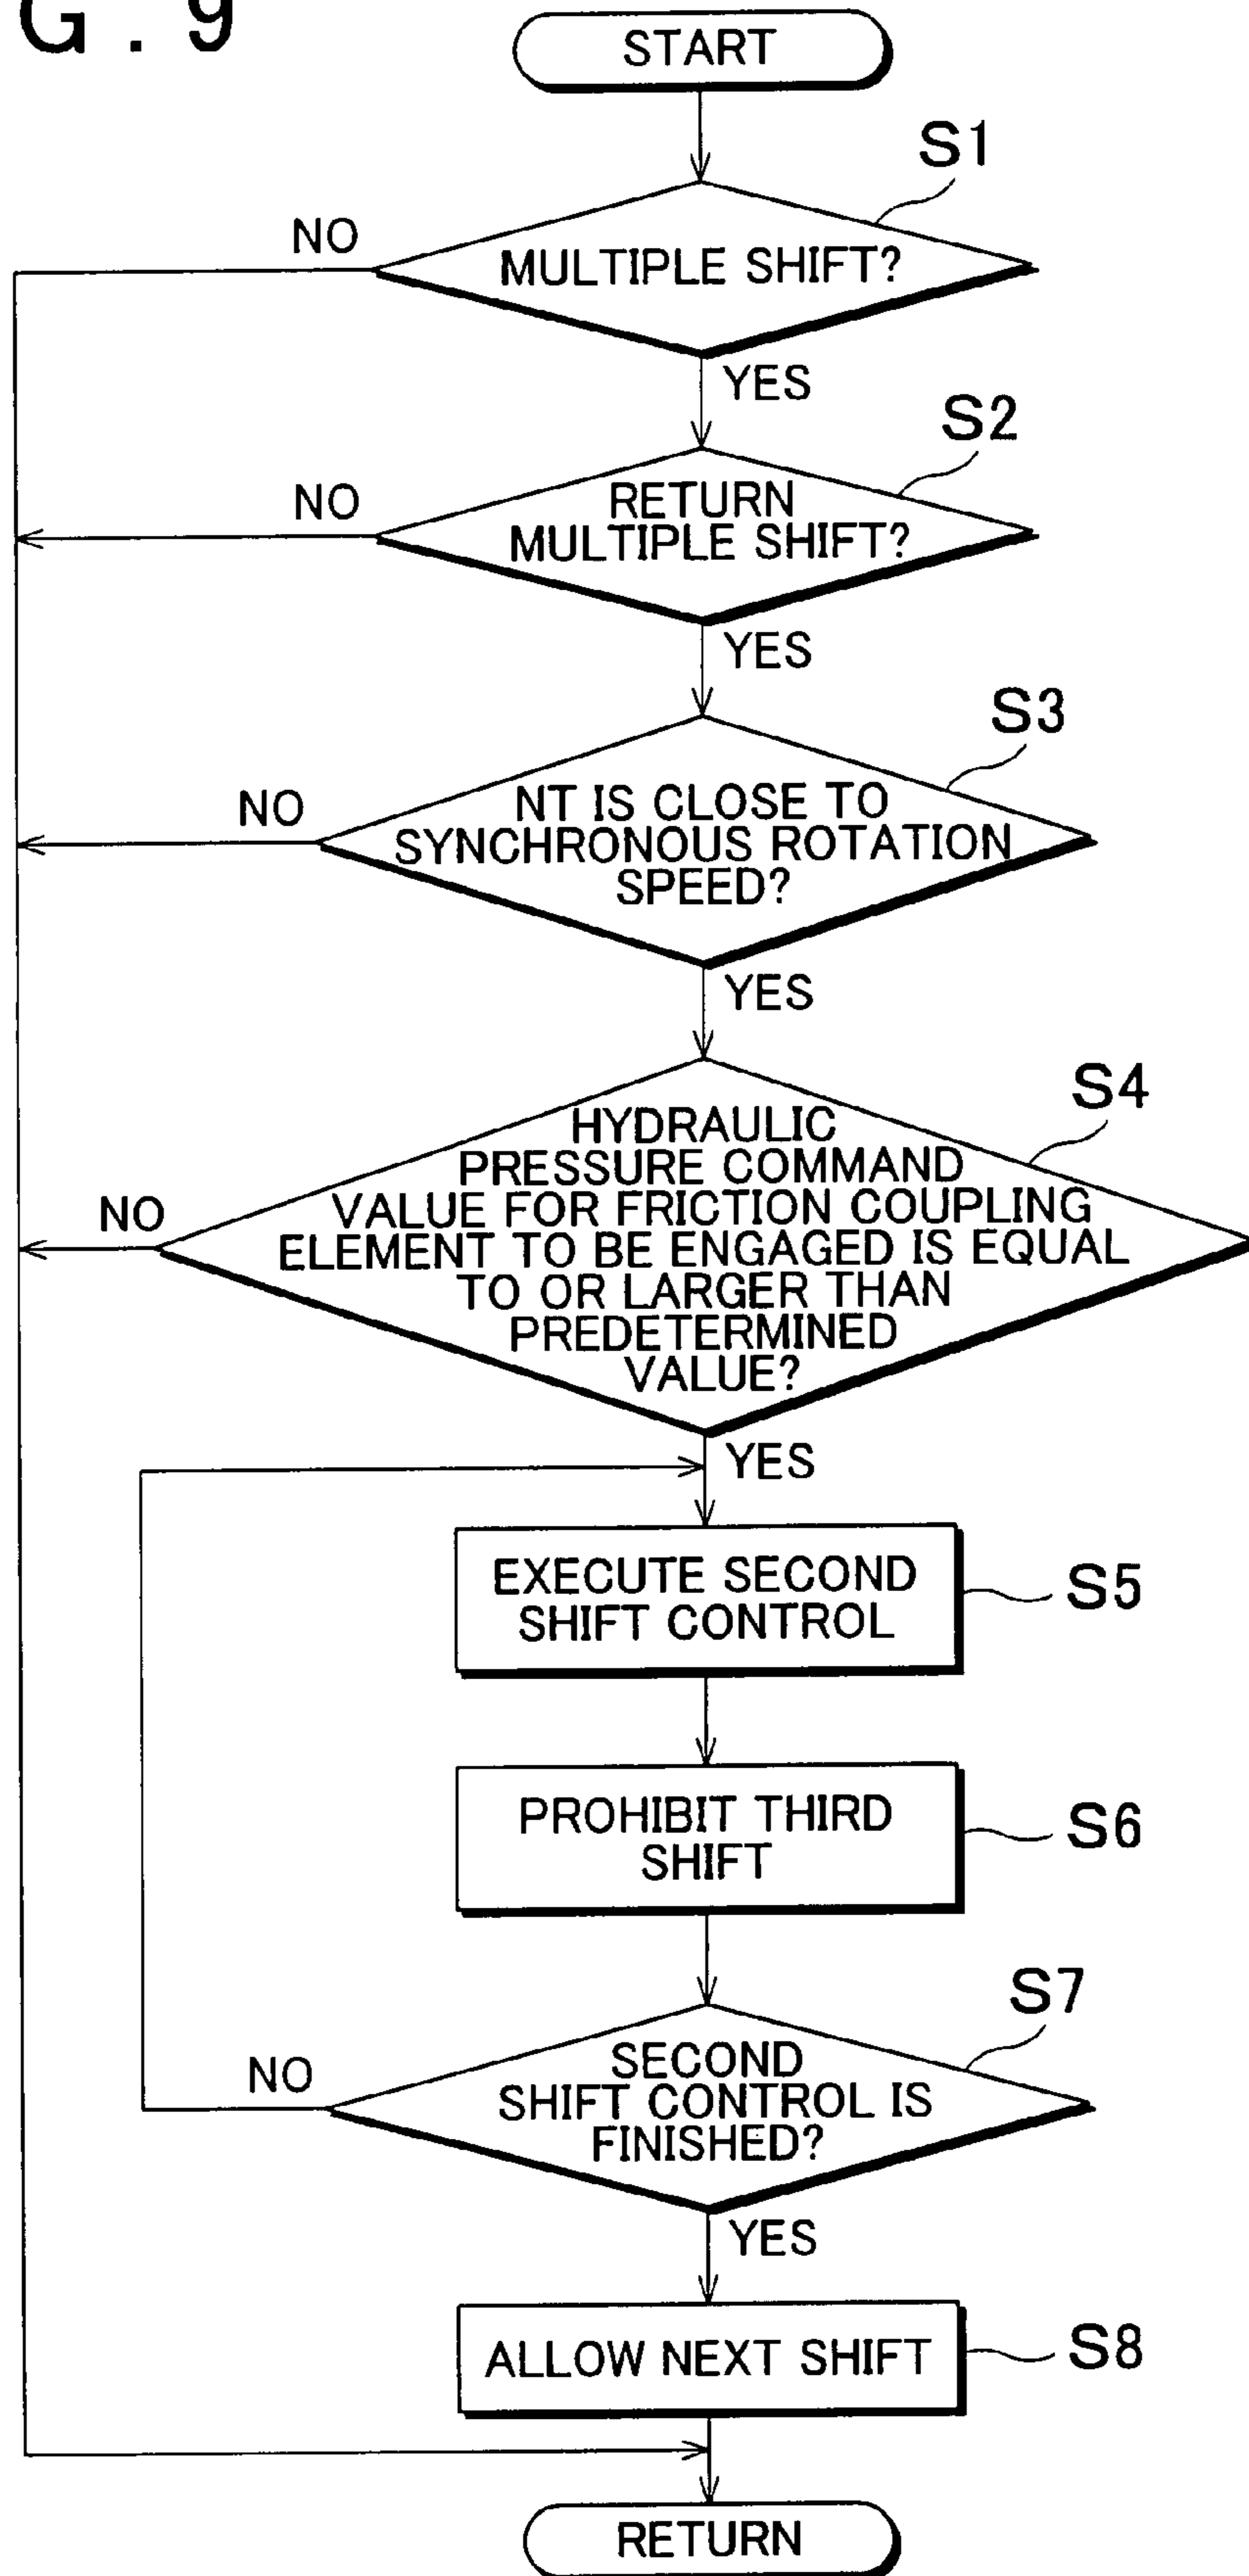 G . 9
START
S1
NO
MULTIPLE SHIFT?
YES
S2
NO
RETURN
MULTIPLE SHIFT?
YES
S3
NO
NT IS CLOSE TO
SYNCHRONOUS ROTATION
SPEED?
YES
S4
NO
HYDRAULIC
PRESSURE COMMAND
VALUE FOR FRICTION COUPLING
ELEMENT TO BE ENGAGED IS EQUAL
TO OR LARGER THAN
PREDETERMINED
VALUE?
YES
EXECUTE SECOND
SHIFT CONTROL
S5
PROHIBIT THIRD
SHIFT
S6
S7
NO
SECOND
SHIFT CONTROL IS
FINISHED?
YES
ALLOW NEXT SHIFT
S8
RETURN